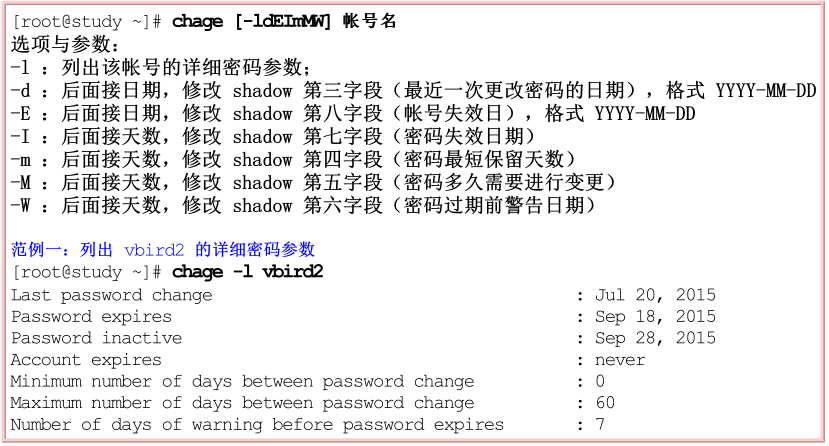 [root@study ~]# chage [-ldEImMW] 帐号名
选项与参数：
-l ：列出该帐号的详细密码参数；
-d ：后面接日期，修改 shadow 第三字段（最近一次更改密码的日期），格式 YYYY-MM-DD
-E ：后面接日期，修改 shadow 第八字段（帐号失效日），格式 YYYY-MM-DD
-I ：后面接天数，修改 shadow 第七字段（密码失效日期）
-m ：后面接天数，修改 shadow 第四字段（密码最短保留天数）
-M ：后面接天数，修改 shadow 第五字段（密码多久需要进行变更）
-W ：后面接天数，修改 shadow 第六字段（密码过期前警告日期）
范例一：列出 vbird2 的详细密码参数
[root@study ~]# chage -l vbird2
Last password change : Jul 20, 2015
Password expires : Sep 18, 2015
Password inactive : Sep 28, 2015
Account expires : never
Minimum number of days between password change : 0
Maximum number of days between password change : 60
Number of days of warning before password expires : 7